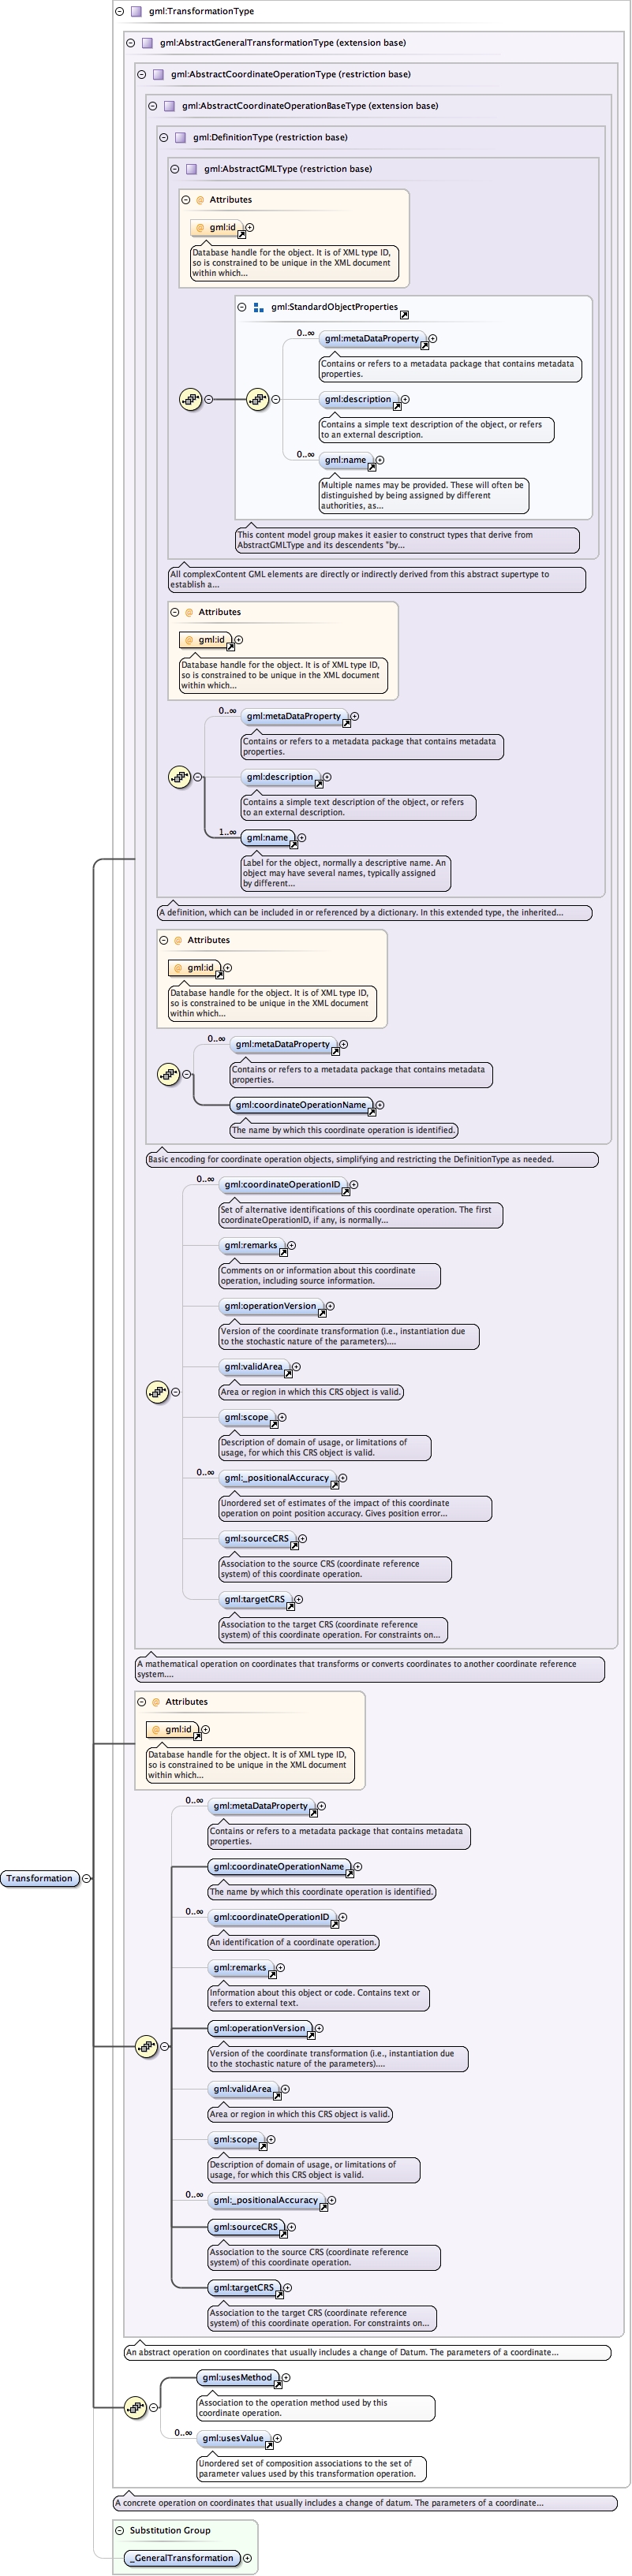 gml:TransformationType
gml:AbstractGeneralTransformationType (extension base)
gml:AbstractCoordinateOperationType (restriction base)
gml:AbstractCoordinateOperationBaseType (extension base)
gml:DefinitionType (restriction base)
gml:AbstractGMLType (restriction base)
@ Attributes
@ gml:id
Database handle for the object. It is of XML type ID,
so is constrained to be unique in the XML document
within which...
gml:StandardObjectProperties
0..∞
gml:metaDataProperty
Contains or refers to a metadata package that contains metadata
properties.
gml:description
Contains a simple text description of the object, or refers
to an external description.
0..∞
gml:name
Multiple names may be provided. These will often be
distinguished by being assigned by different
authorities, as...
This content model group makes it easier to construct types that derive from
AbstractGMLType and its descendents "by...
All complexContent GML elements are directly or indirectly derived from this abstract supertype to
establish a...
@ Attributes
@ gml:id
Database handle for the object. It is of XML type ID,
so is constrained to be unique in the XML document
within which...
0..∞
gml:metaDataProperty
Contains or refers to a metadata package that contains metadata
properties.
gml:description
Contains a simple text description of the object, or refers
to an external description.
1..∞
gml:name
Label for the object, normally a descriptive name. An
object may have several names, typically assigned
by different...
A definition, which can be included in or referenced by a dictionary. In this extended type, the inherited...
@ Attributes
@ gml:id
Database handle for the object. It is of XML type ID,
so is constrained to be unique in the XML document
within which...
0..∞
gml:metaDataProperty
Contains or refers to a metadata package that contains metadata
properties.
gml:coordinateOperationName
The name by which this coordinate operation is identified.
Basic encoding for coordinate operation objects, simplifying and restricting the DefinitionType as needed.
0..∞
gml:coordinateOperationID
Set of alternative identifications of this coordinate operation. The first
coordinateOperationID, if any, is normally...
gml:remarks
Comments on or information about this coordinate
operation, including source information.
gml:operationVersion
Version of the coordinate transformation (i.e., instantiation due
to the stochastic nature of the parameters)....
gml:validArea
Area or region in which this CRS object is valid.
gml:scope
Description of domain of usage, or limitations of
usage, for which this CRS object is valid.
0..∞
gml:_positionalAccuracy
Unordered set of estimates of the impact of this coordinate
operation on point position accuracy. Gives position error...
gml:sourceCRS
Association to the source CRS (coordinate reference
system) of this coordinate operation.
gml:targetCRS
Association to the target CRS (coordinate reference
system) of this coordinate operation. For constraints on...
A mathematical operation on coordinates that transforms or converts coordinates to another coordinate reference
system....
@ Attributes
@ gml:id
Database handle for the object. It is of XML type ID,
so is constrained to be unique in the XML document
within which...
0..∞
gml:metaDataProperty
Contains or refers to a metadata package that contains metadata
properties.
gml:coordinateOperationName
Transformation
The name by which this coordinate operation is identified.
0..∞
gml:coordinateOperationID
An identification of a coordinate operation.
gml:remarks
Information about this object or code. Contains text or
refers to external text.
gml:operationVersion
Version of the coordinate transformation (i.e., instantiation due
to the stochastic nature of the parameters)....
gml:validArea
Area or region in which this CRS object is valid.
gml:scope
Description of domain of usage, or limitations of
usage, for which this CRS object is valid.
0..∞
gml:_positionalAccuracy
gml:sourceCRS
Association to the source CRS (coordinate reference
system) of this coordinate operation.
gml:targetCRS
Association to the target CRS (coordinate reference
system) of this coordinate operation. For constraints on...
An abstract operation on coordinates that usually includes a change of Datum. The parameters of a coordinate...
gml:usesMethod
Association to the operation method used by this
coordinate operation.
0..∞
gml:usesValue
Unordered set of composition associations to the set of
parameter values used by this transformation operation.
A concrete operation on coordinates that usually includes a change of datum. The parameters of a coordinate...
Substitution Group
_GeneralTransformation